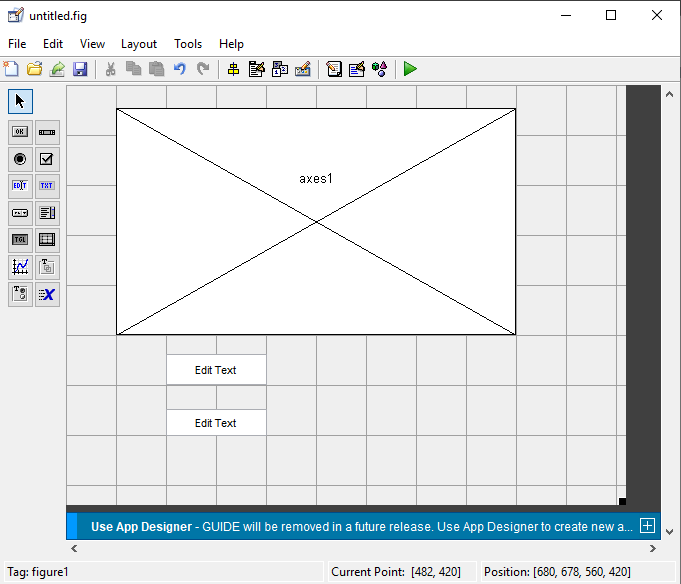 untitled.fig
File Edit View Layout Tools Help
OK
EDIT TXT
TGL
axes1
Edit Text
Edit Text
Use App Designer - GUIDE will be removed in a future release. Use App Designer to create new a...
Tag: figure1 Current Point: [482, 420] Position: [680, 678, 560, 420]